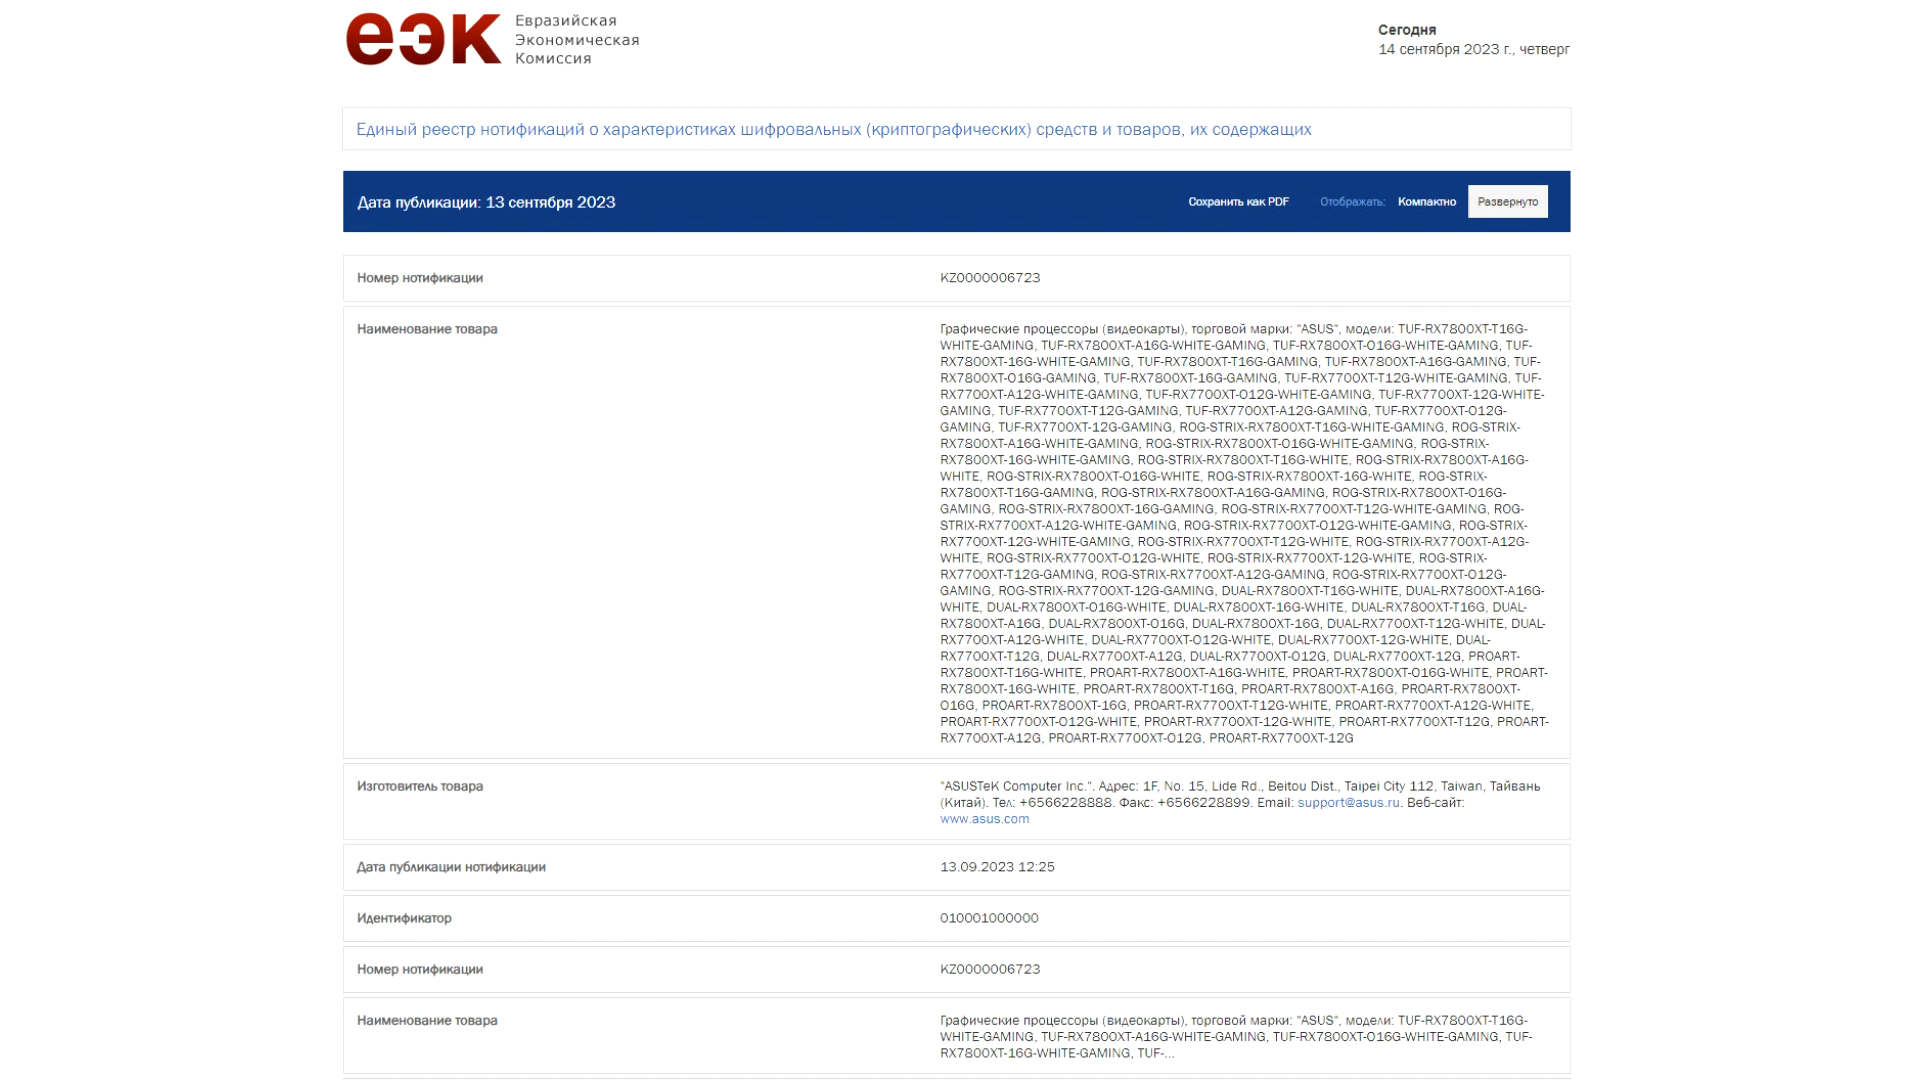 еэк
Евразийская
Экономическая
Комиссия
Сегодня
14 сентября 2023 г., четверг
Единый реестр нотификаций о характеристиках шифровальных (криптографических) средств и товаров, их содержащих
Дата публикации: 13 сентября 2023
Сохранить как PDF
Отображать:
Компактно
Развернуто
Номер нотификации
KZ0000006723
Наименование товара
Графические процессоры (видеокарты), торговой марки: "ASUS", модели: TUF-RX7800XT-T16G-
WHITE-GAMING, TUF-RX7800XT-A16G-WHITE-GAMING, TUF-RX7800XT-O16G-WHITE-GAMING, TUF-
RX7800XT-16G-WHITE-GAMING, TUF-RX7800XT-T16G-GAMING, TUF-RX7800XT-A16G-GAMING, TUF-
RX7800XT-O16G-GAMING, TUF-RX7800XT-16G-GAMING, TUF-RX7700XT-T12G-WHITE-GAMING, TUF-
RX7700XT-A12G-WHITE-GAMING, TUF-RX7700XT-O12G-WHITE-GAMING, TUF-RX7700XT-12G-WHITE-
GAMING, TUF-RX7700XT-T12G-GAMING, TUF-RX7700XT-A12G-GAMING, TUF-RX7700XT-O12G-
GAMING, TUF-RX7700XT-12G-GAMING, ROG-STRIX-RX7800XT-T16G-WHITE-GAMING, ROG-STRIX-
RX7800XT-A16G-WHITE-GAMING, ROG-STRIX-RX7800XT-O16G-WHITE-GAMING, ROG-STRIX-
RX7800XT-16G-WHITE-GAMING, ROG-STRIX-RX7800XT-T16G-WHITE, ROG-STRIX-RX7800XT-A16G-
WHITE, ROG-STRIX-RX7800XT-O16G-WHITE, ROG-STRIX-RX7800XT-16G-WHITE, ROG-STRIX-
RX7800XT-T16G-GAMING, ROG-STRIX-RX7800XT-A16G-GAMING, ROG-STRIX-RX7800XT-O16G-
GAMING, ROG-STRIX-RX7800XT-16G-GAMING, ROG-STRIX-RX7700XT-T12G-WHITE-GAMING, ROG-
STRIX-RX7700XT-A12G-WHITE-GAMING, ROG-STRIX-RX7700XT-O12G-WHITE-GAMING, ROG-STRIX-
RX7700XT-12G-WHITE-GAMING, ROG-STRIX-RX7700XT-T12G-WHITE, ROG-STRIX-RX7700XT-A12G-
WHITE, ROG-STRIX-RX7700XT-O12G-WHITE, ROG-STRIX-RX7700XT-12G-WHITE, ROG-STRIX-
RX7700XT-T12G-GAMING, ROG-STRIX-RX7700XT-A12G-GAMING, ROG-STRIX-RX7700XT-O12G-
GAMING, ROG-STRIX-RX7700XT-12G-GAMING, DUAL-RX7800XT-T16G-WHITE, DUAL-RX7800XT-A16G-
WHITE, DUAL-RX7800XT-O16G-WHITE, DUAL-RX7800XT-16G-WHITE, DUAL-RX7800XT-T16G, DUAL-
RX7800XT-A16G, DUAL-RX7800XT-O16G, DUAL-RX7800XT-16G, DUAL-RX7700XT-T12G-WHITE, DUAL-
RX7700XT-A12G-WHITE, DUAL-RX7700XT-O12G-WHITE, DUAL-RX7700XT-12G-WHITE, DUAL-
RX7700XT-T12G, DUAL-RX7700XT-A12G, DUAL-RX7700XT-O12G, DUAL-RX7700XT-12G, PROART-
RX7800XT-T16G-WHITE, PROART-RX7800XT-A16G-WHITE, PROART-RX7800XT-O16G-WHITE, PROART-
RX7800XT-16G-WHITE, PROART-RX7800XT-T16G, PROART-RX7800XT-A16G, PROART-RX7800XT-
O16G, PROART-RX7800XT-16G, PROART-RX7700XT-T12G-WHITE, PROART-RX7700XT-A12G-WHITE,
PROART-RX7700XT-O12G-WHITE, PROART-RX7700XT-12G-WHITE, PROART-RX7700XT-T12G, PROART-
RX7700XT-A12G, PROART-RX7700XT-O12G, PROART-RX7700XT-12G
Изготовитель товара
"ASUSTeK Computer Inc.". Адрес: 1F, No. 15, Lide Rd., Beitou Dist., Taipei City 112, Taiwan, Тайвань
(Китай). Тел: +6566228888. Факс: +6566228899. Email: support@asus.ru. Веб-сайт:
www.asus.com
Дата публикации нотификации
13.09.2023 12:25
Идентификатор
010001000000
Номер нотификации
KZ0000006723
Наименование товара
Графические процессоры (видеокарты), торговой марки: "ASUS", модели: TUF-RX7800XT-T16G-
WHITE-GAMING, TUF-RX7800XT-A16G-WHITE-GAMING, TUF-RX7800XT-O16G-WHITE-GAMING, TUF-
RX7800XT-16G-WHITE-GAMING, TUF-...